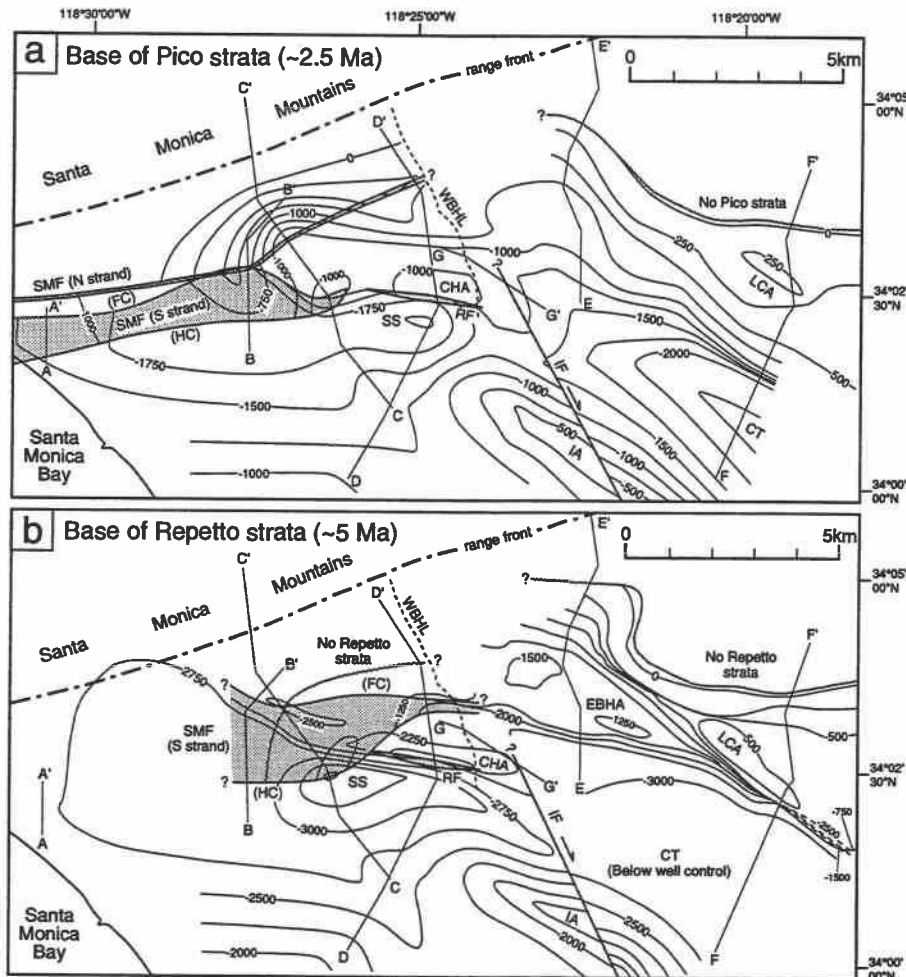 118°30'00"W
118°25'00"W
118°20'00"W
a Base of Pico strata (~2.5 Ma)
E'
range front
0 5km
C'
Mountains
34°05'
00"N
D'
?
F'
Monica
0
Santa
B'
?
WBHL
No Pico strata
-1000
250
0
G
-1000
SMF (N strand)
-1000
-1000
-1000
?
-250
A'
(FC)
SMF (S strand)
-750
CHA
LCA
34°02'
-1000
-1750
RF
G'
E
1500
00"N
(HC)
SS
-2000
A
B
-1750
IF
-500
-1500
C
-1000
CT
Santa
Monica
Bay
-500
1500
-1000
D
IA
-1000
-500
F
34°00'
00"N
b Base of Repetto strata (~5 Ma)
E'
range front
0 5km
C'
Mountains
?
34°05'
00"N
D'
WBHL
Monica
F'
Santa
No Repetto
strata
?
1500
No Repetto
strata
B'
0
-2750
?
(FC)
-2500
-1250
?
-2000
EBHA
SMF
(S strand)
G
1250
500
-500
-2250
?
LCA
A'
CHA
34°02'
?
(HC)
SS
RF
G'
E
-3000
00"N
-2750
-750
B
-3000
IF
-2500
A
CT
(Below well control)
-1500
C
Santa
Monica
Bay
-2500
IA
-2500
-2000
D
2000
F
34°00'
00"N